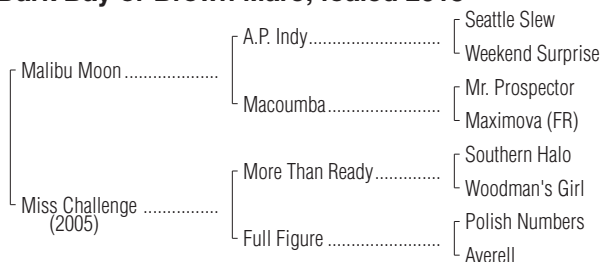 Dark Bay or Brown Mare; foaled 2013
Seattle Slew
A.P. Indy
Weekend Surprise
Malibu Moon
Mr. Prospector
Macoumba
Maximova (FR)
Southern Halo
More Than Ready
Woodman's Girl
Miss Challenge
(2005)
Polish Numbers
Full Figure
Averell